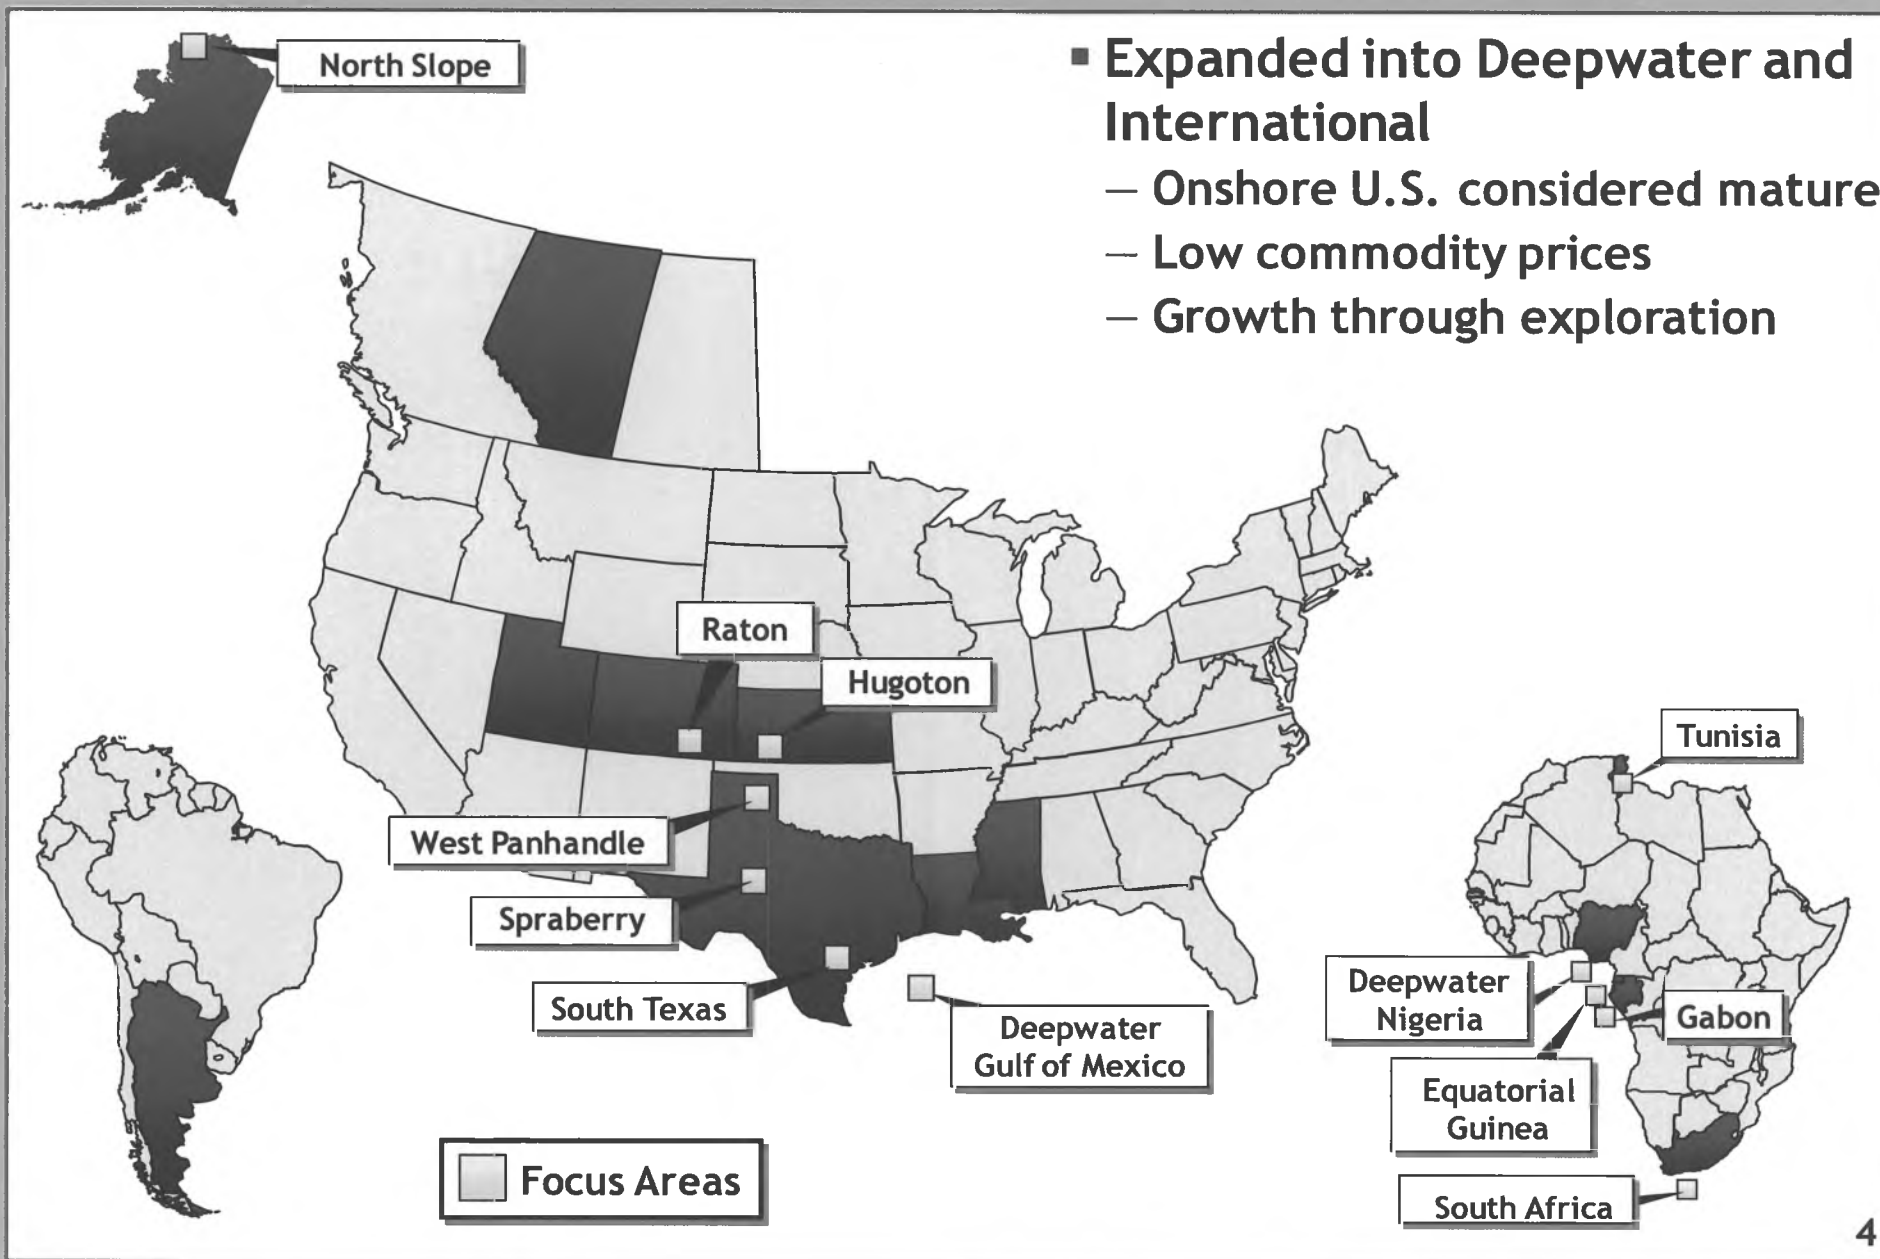 North Slope
▪ Expanded into Deepwater and
International
– Onshore U.S. considered mature
– Low commodity prices
– Growth through exploration
Raton
Hugoton
West Panhandle
Spraberry
South Texas
Deepwater
Gulf of Mexico
Tunisia
Deepwater
Nigeria
Gabon
Equatorial
Guinea
South Africa
Focus Areas
4